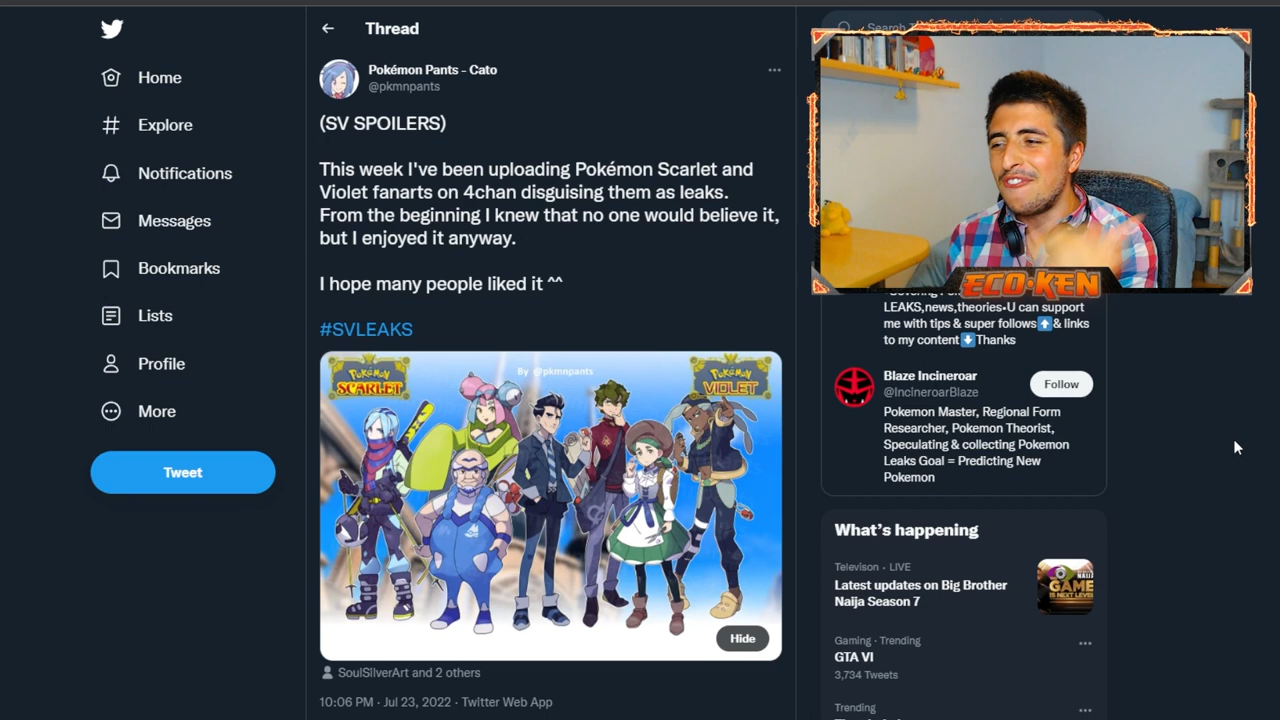 Home
Explore
Notifications
Messages
Bookmarks
Lists
Profile
More
Tweet
Thread
Pokémon Pants - Cato
@pkmnpants
(SV SPOILERS)
This week I've been uploading Pokémon Scarlet and
Violet fanarts on 4chan disguising them as leaks.
From the beginning I knew that no one would believe it,
but I enjoyed it anyway.
I hope many people liked it ^^
#SVLEAKS
POKÉMON
SCARLET
By @pkmnpants
POKÉMON
VIOLET
Hide
SoulSilverArt and 2 others
10:06 PM · Jul 23, 2022 · Twitter Web App
Search
ECO·KEN
LEAKS,news,theories•U can support
me with tips & super follows⬆️& links
to my content⬇️Thanks
Blaze Incineroar
@IncineroarBlaze
Follow
Pokemon Master, Regional Form
Researcher, Pokemon Theorist,
Speculating & collecting Pokemon
Leaks Goal = Predicting New
Pokemon
What's happening
Televison · LIVE
Latest updates on Big Brother
Naija Season 7
NAIJA
GAME
IS NEXT LEVEL
Gaming · Trending
GTA VI
3,734 Tweets
Trending